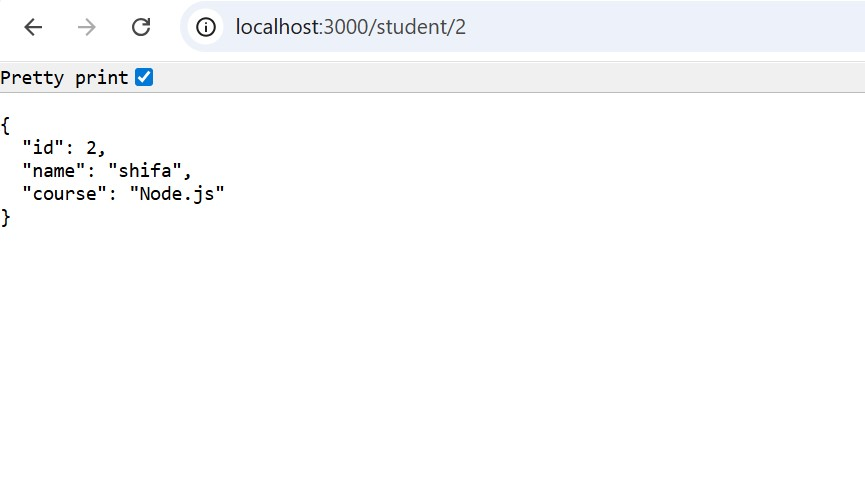 localhost:3000/student/2
Pretty print
{
  "id": 2,
  "name": "shifa",
  "course": "Node.js"
}